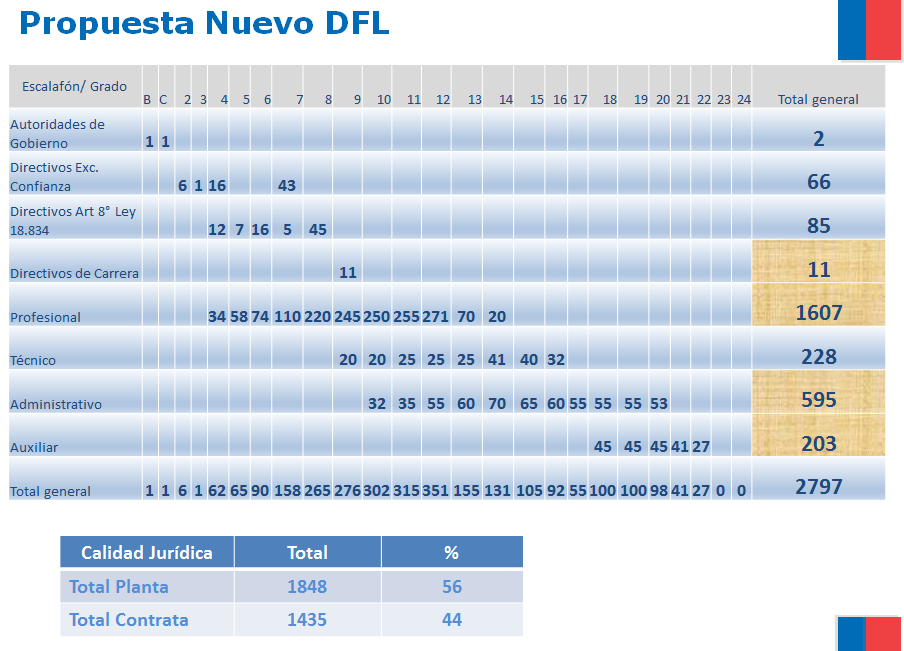 Propuesta Nuevo DFL
Escalafón/ Grado B C 2 3 4 5 6 7 8 9 10 11 12 13 14 15 16 17 18 19 20 21 22 23 24 Total general
Autoridades de
Gobierno 1 1 2
Directivos Exc.
Confianza 6 1 16 43 66
Directivos Art 8° Ley
18.834 12 7 16 5 45 85
Directivos de Carrera 11 11
Profesional 34 58 74 110 220 245 250 255 271 70 20 1607
Técnico 20 20 25 25 25 41 40 32 228
Administrativo 32 35 55 60 70 65 60 55 55 55 53 595
Auxiliar 45 45 45 41 27 203
Total general 1 1 6 1 62 65 90 158 265 276 302 315 351 155 131 105 92 55 100 100 98 41 27 0 0 2797
Calidad Jurídica Total %
Total Planta 1848 56
Total Contrata 1435 44